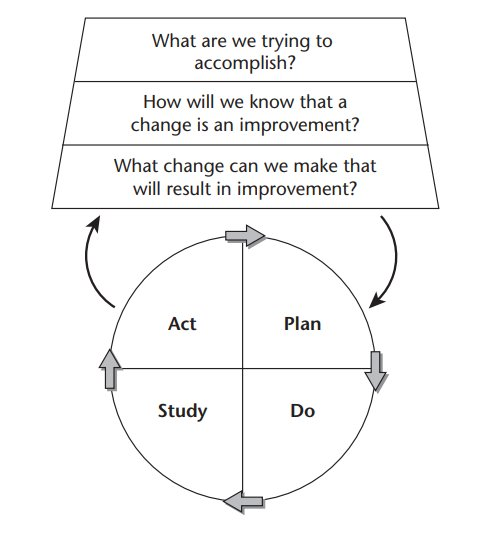 What are we trying to
accomplish?
How will we know that a
change is an improvement?
What change can we make that
will result in improvement?
Act
Plan
Study
Do